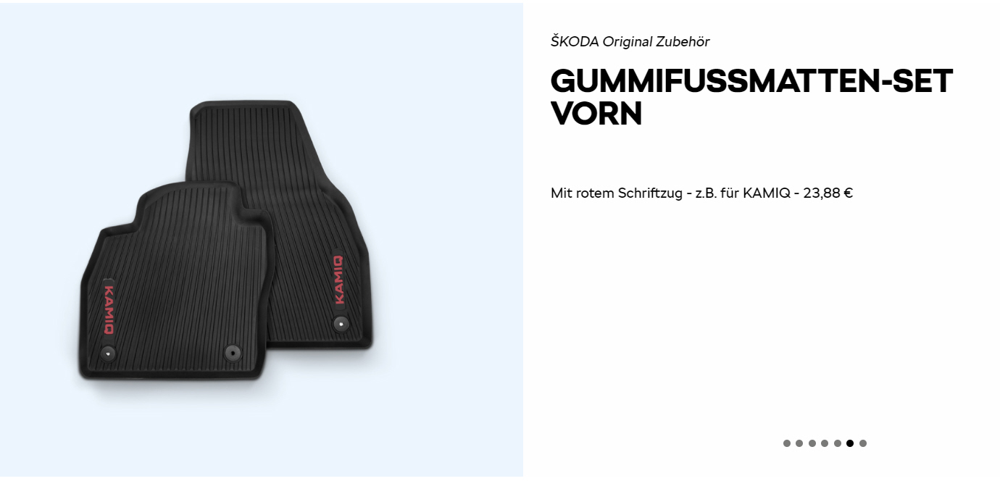 ŠKODA Original Zubehör
GUMMIFUSSMATTEN-SET
VORN
Mit rotem Schriftzug - z.B. für KAMIQ - 23,88 €
KAMIQ
KAMIQ